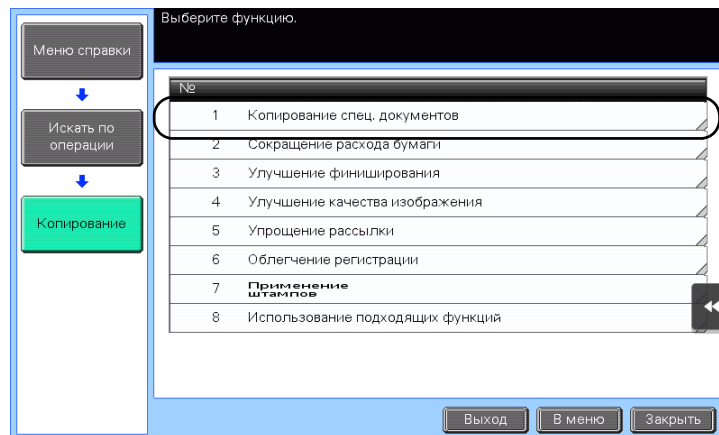 Выберите функцию.
Меню справки
Искать по
операции
Копирование
№
1 Копирование спец. документов
2 Сокращение расхода бумаги
3 Улучшение финиширования
4 Улучшение качества изображения
5 Упрощение рассылки
6 Облегчение регистрации
7 Применение
штампов
8 Использование подходящих функций
Выход В меню Закрыть